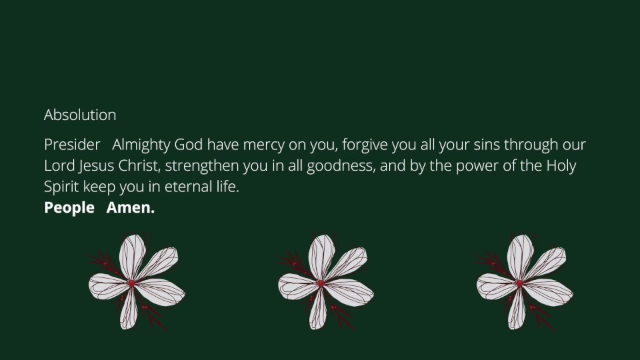 Absolution
Presider Almighty God have mercy on you, forgive you all your sins through our
Lord Jesus Christ, strengthen you in all goodness, and by the power of the Holy
Spirit keep you in eternal life.
People Amen.